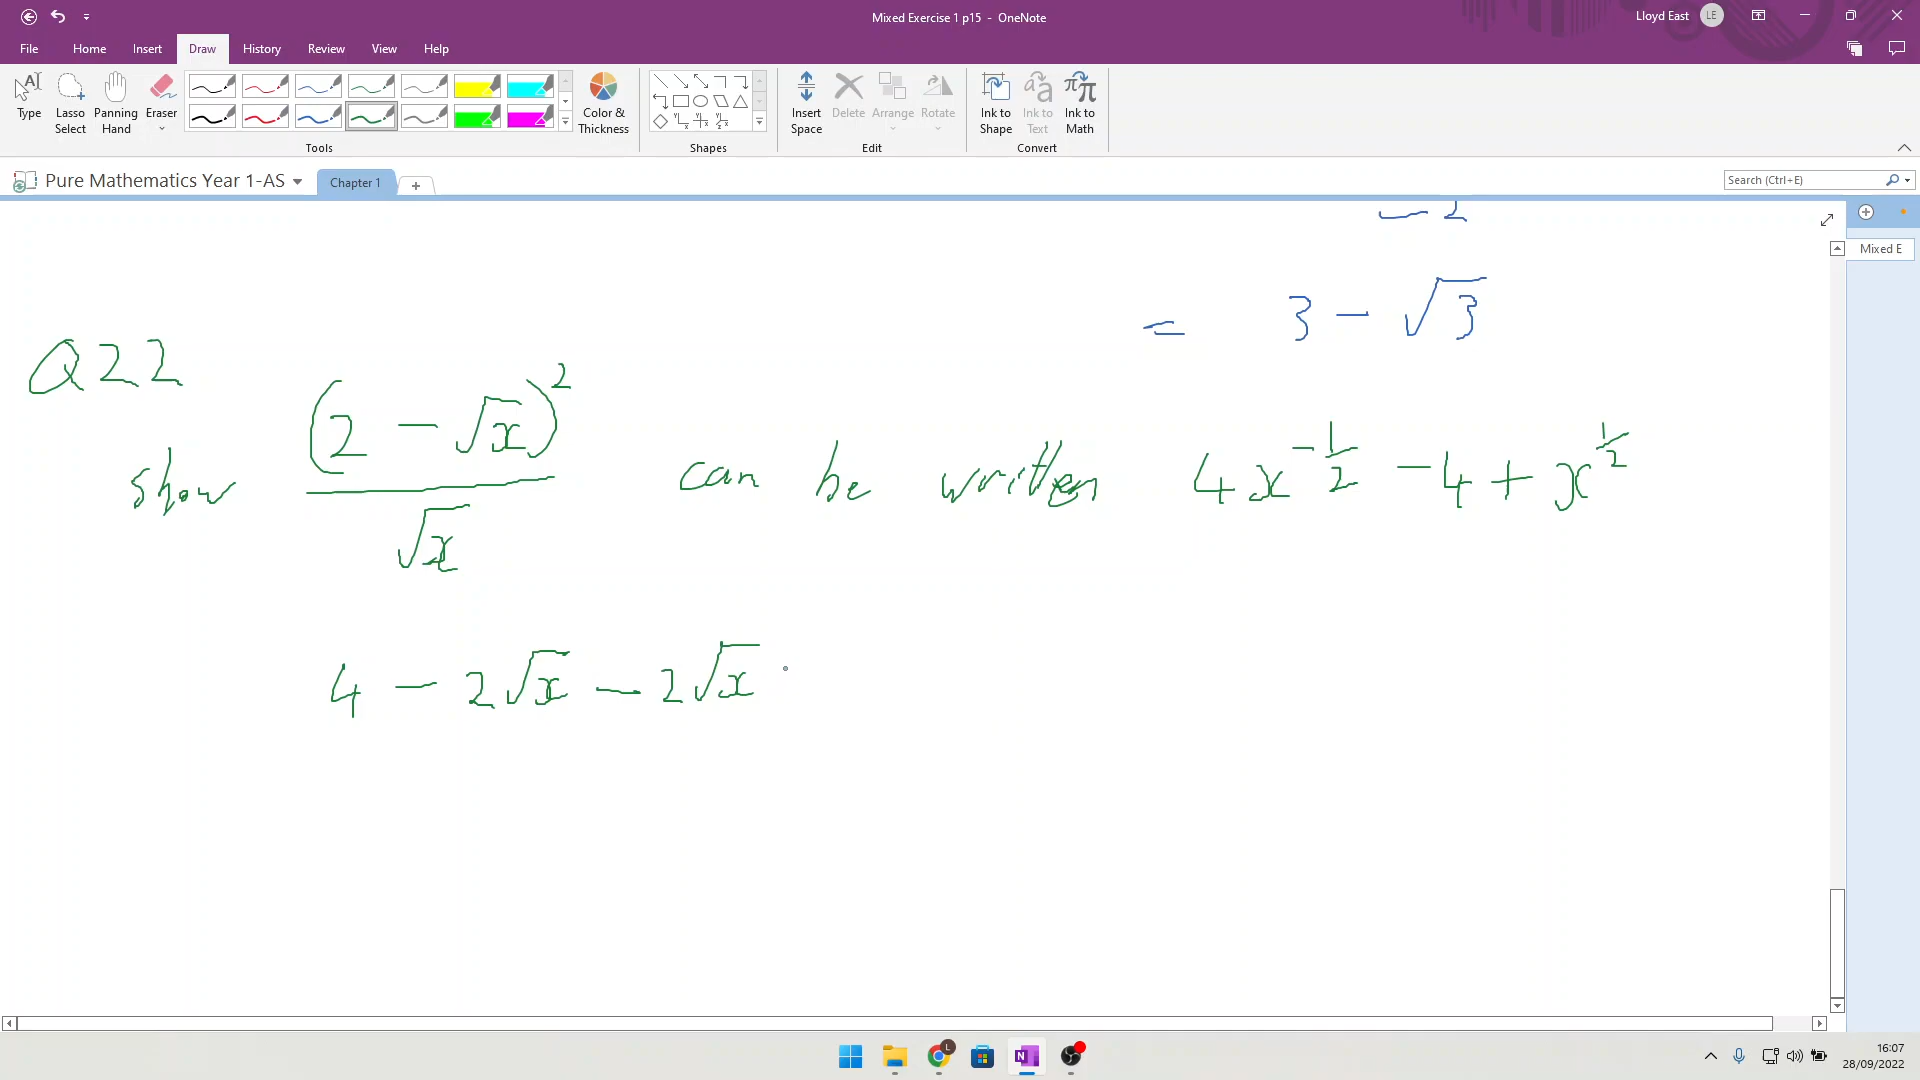 Mixed Exercise 1 p15 - OneNote
Lloyd East LE
File Home Insert Draw History Review View Help
Type Lasso Select Panning Hand Eraser
Color & Thickness
Insert Space Delete Arrange Rotate
Ink to Shape Ink to Text Ink to Math
Tools Shapes Edit Convert
Pure Mathematics Year 1-AS Chapter 1 +
Search (Ctrl+E)
Mixed E
= 3 - √3
Q22
show (2 - √x)² / √x can be written 4x^(-1/2) - 4 + x^(1/2)
4 - 2√x - 2√x
16:07
28/09/2022